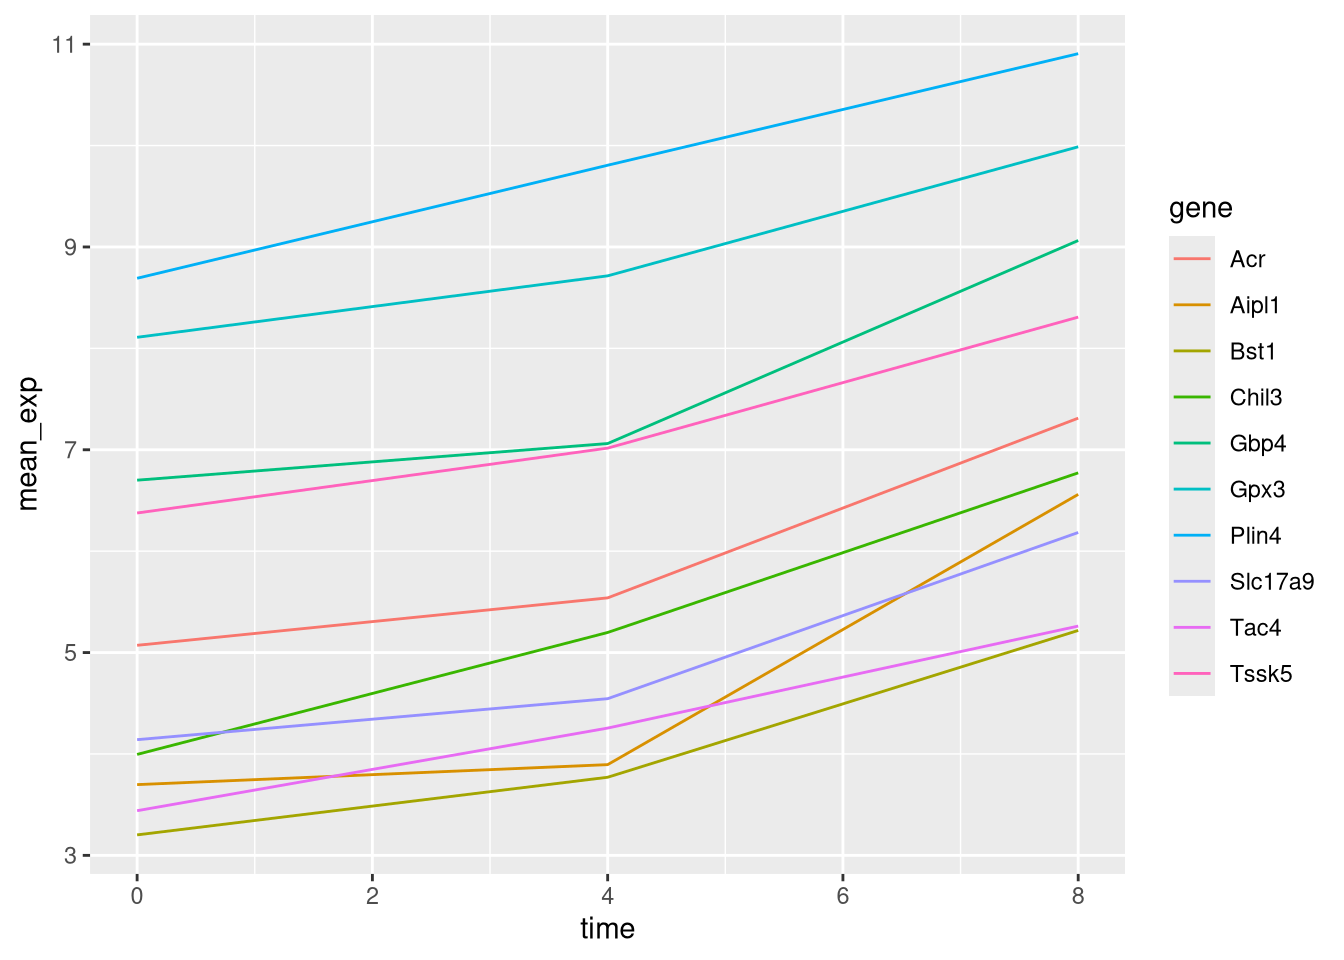 11
9
7
5
3
mean_exp
0 2 4 6 8
time
gene
Acr
Aipl1
Bst1
Chil3
Gbp4
Gpx3
Plin4
Slc17a9
Tac4
Tssk5